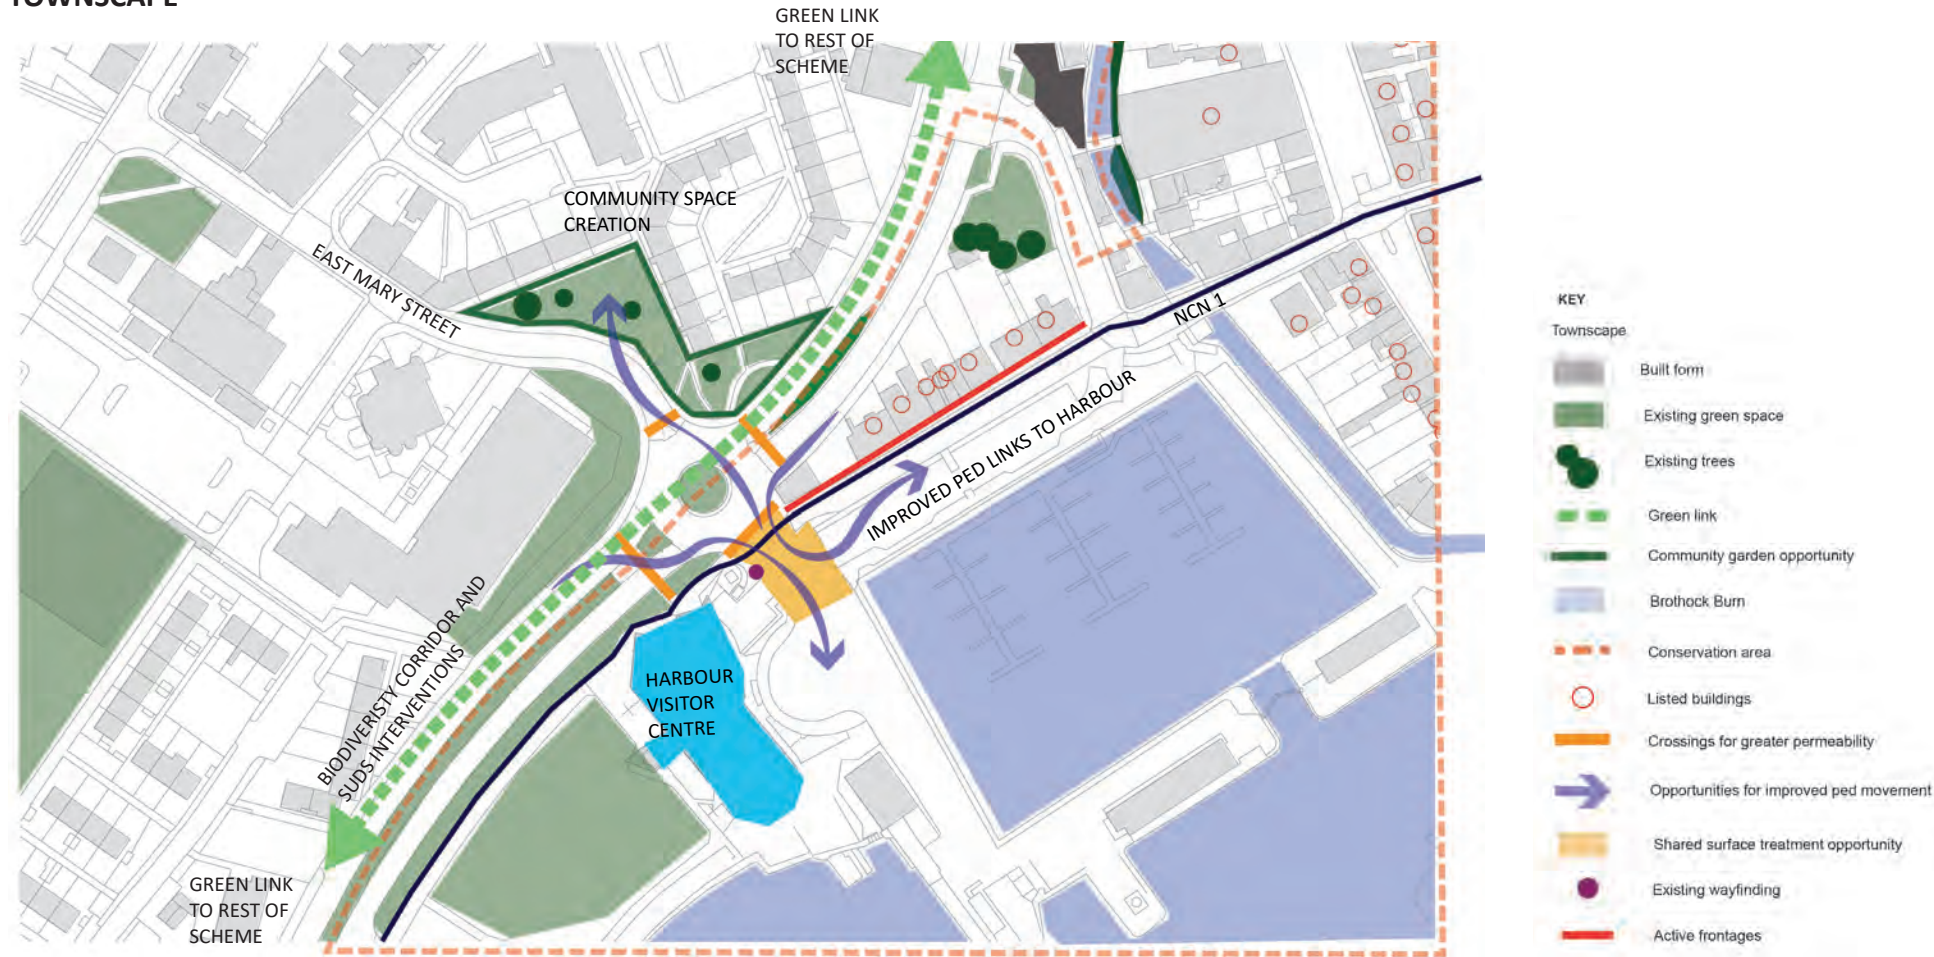 TOWNSCAPE
GREEN LINK
TO REST OF
SCHEME
COMMUNITY SPACE
CREATION
EAST MARY STREET
NCN 1
IMPROVED PED LINKS TO HARBOUR
BIODIVERISTY CORRIDOR AND
SUDS INTERVENTIONS
HARBOUR
VISITOR
CENTRE
GREEN LINK
TO REST OF
SCHEME
KEY
Townscape
Built form
Existing green space
Existing trees
Green link
Community garden opportunity
Brothock Burn
Conservation area
Listed buildings
Crossings for greater permeability
Opportunities for improved ped movement
Shared surface treatment opportunity
Existing wayfinding
Active frontages